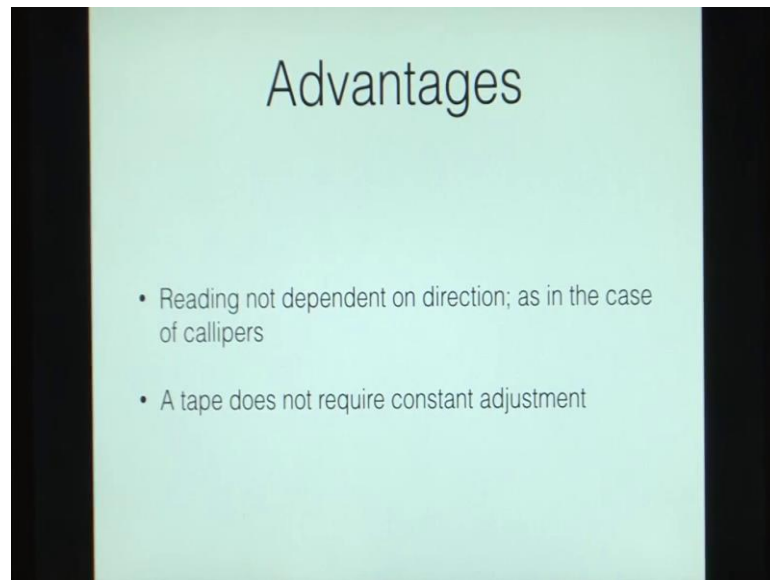 Advantages
• Reading not dependent on direction; as in the case
of callipers
• A tape does not require constant adjustment